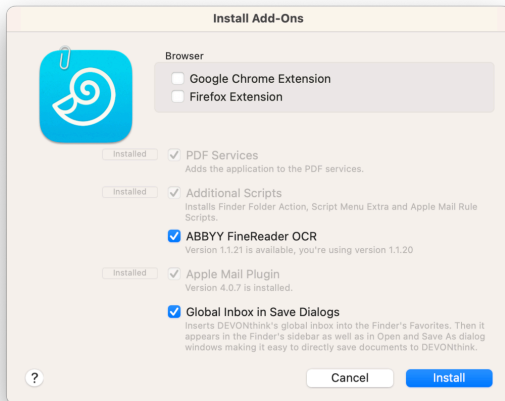 Install Add-Ons
Browser
Google Chrome Extension
Firefox Extension
Installed
PDF Services
Adds the application to the PDF services.
Installed
Additional Scripts
Installs Finder Folder Action, Script Menu Extra and Apple Mail Rule
Scripts.
ABBYY FineReader OCR
Version 1.1.21 is available, you're using version 1.1.20
Installed
Apple Mail Plugin
Version 4.0.7 is installed.
Global Inbox in Save Dialogs
Inserts DEVONthink's global inbox into the Finder's Favorites. Then it
appears in the Finder's sidebar as well as in Open and Save As dialog
windows making it easy to directly save documents to DEVONthink.
?
Cancel
Install